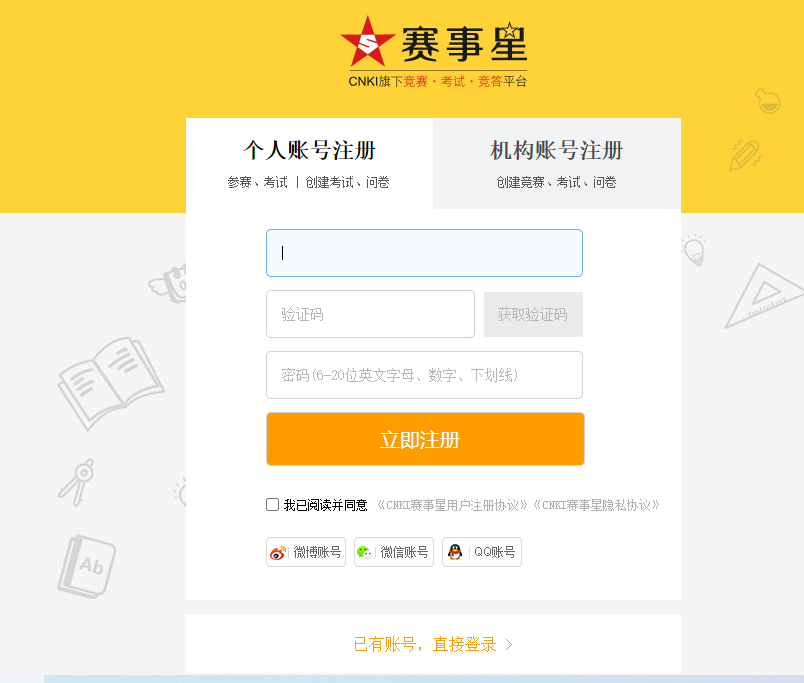 赛事星
CNKI旗下竞赛·考试·竞答平台
个人账号注册
参赛、考试 | 创建考试、问卷
机构账号注册
创建竞赛、考试、问卷
验证码
获取验证码
密码(6-20位英文字母、数字、下划线)
立即注册
我已阅读并同意 《CNKI赛事星用户注册协议》《CNKI赛事星隐私协议》
微博账号 微信账号 QQ账号
Ab
已有账号，直接登录 >